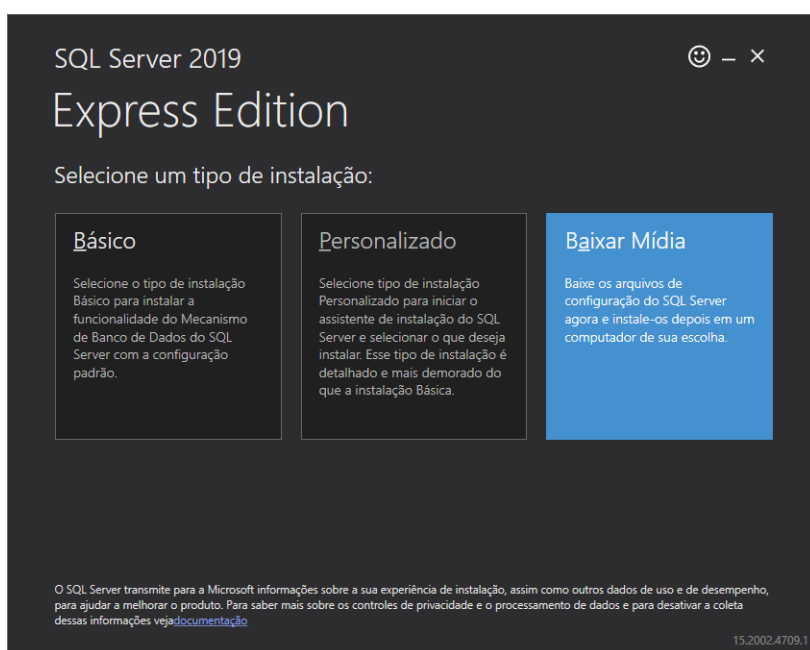 SQL Server 2019
Express Edition
Selecione um tipo de instalação:
Básico
Selecione o tipo de instalação
Básico para instalar a
funcionalidade do Mecanismo
de Banco de Dados do SQL
Server com a configuração
padrão.
Personalizado
Selecione tipo de instalação
Personalizado para iniciar o
assistente de instalação do SQL
Server e selecionar o que deseja
instalar. Esse tipo de instalação é
detalhado e mais demorado do
que a instalação Básica.
Baixar Mídia
Baixe os arquivos de
configuração do SQL Server
agora e instale-os depois em um
computador de sua escolha.
O SQL Server transmite para a Microsoft informações sobre a sua experiência de instalação, assim como outros dados de uso e de desempenho,
para ajudar a melhorar o produto. Para saber mais sobre os controles de privacidade e o processamento de dados e para desativar a coleta
dessas informações vejadocumentação
15.2002.4709.1